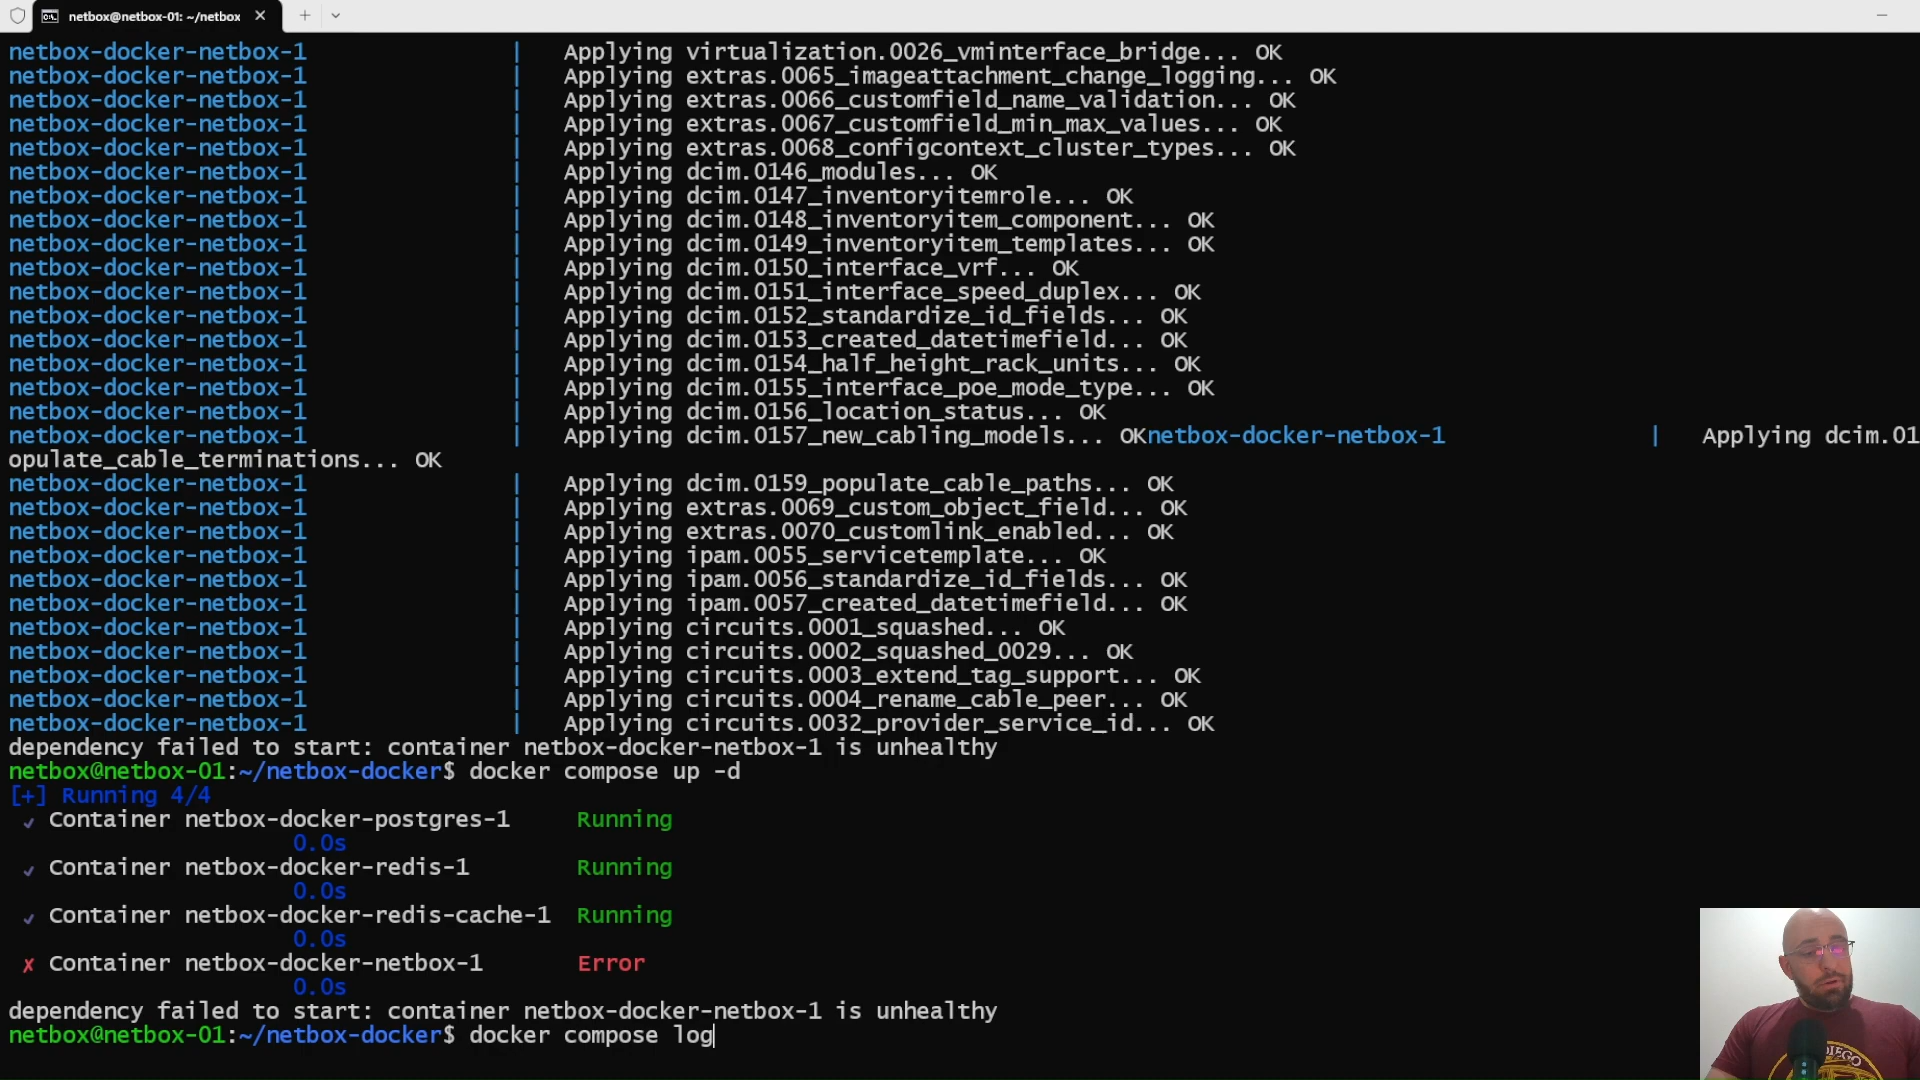 netbox@netbox-01: ~/netbox
netbox-docker-netbox-1 | Applying virtualization.0026_vminterface_bridge... OK
netbox-docker-netbox-1 | Applying extras.0065_imageattachment_change_logging... OK
netbox-docker-netbox-1 | Applying extras.0066_customfield_name_validation... OK
netbox-docker-netbox-1 | Applying extras.0067_customfield_min_max_values... OK
netbox-docker-netbox-1 | Applying extras.0068_configcontext_cluster_types... OK
netbox-docker-netbox-1 | Applying dcim.0146_modules... OK
netbox-docker-netbox-1 | Applying dcim.0147_inventoryitemrole... OK
netbox-docker-netbox-1 | Applying dcim.0148_inventoryitem_component... OK
netbox-docker-netbox-1 | Applying dcim.0149_inventoryitem_templates... OK
netbox-docker-netbox-1 | Applying dcim.0150_interface_vrf... OK
netbox-docker-netbox-1 | Applying dcim.0151_interface_speed_duplex... OK
netbox-docker-netbox-1 | Applying dcim.0152_standardize_id_fields... OK
netbox-docker-netbox-1 | Applying dcim.0153_created_datetimefield... OK
netbox-docker-netbox-1 | Applying dcim.0154_half_height_rack_units... OK
netbox-docker-netbox-1 | Applying dcim.0155_interface_poe_mode_type... OK
netbox-docker-netbox-1 | Applying dcim.0156_location_status... OK
netbox-docker-netbox-1 | Applying dcim.0157_new_cabling_models... OKnetbox-docker-netbox-1 | Applying dcim.01
opulate_cable_terminations... OK
netbox-docker-netbox-1 | Applying dcim.0159_populate_cable_paths... OK
netbox-docker-netbox-1 | Applying extras.0069_custom_object_field... OK
netbox-docker-netbox-1 | Applying extras.0070_customlink_enabled... OK
netbox-docker-netbox-1 | Applying ipam.0055_servicetemplate... OK
netbox-docker-netbox-1 | Applying ipam.0056_standardize_id_fields... OK
netbox-docker-netbox-1 | Applying ipam.0057_created_datetimefield... OK
netbox-docker-netbox-1 | Applying circuits.0001_squashed... OK
netbox-docker-netbox-1 | Applying circuits.0002_squashed_0029... OK
netbox-docker-netbox-1 | Applying circuits.0003_extend_tag_support... OK
netbox-docker-netbox-1 | Applying circuits.0004_rename_cable_peer... OK
netbox-docker-netbox-1 | Applying circuits.0032_provider_service_id... OK
dependency failed to start: container netbox-docker-netbox-1 is unhealthy
netbox@netbox-01:~/netbox-docker$ docker compose up -d
[+] Running 4/4
✓ Container netbox-docker-postgres-1 Running
0.0s
✓ Container netbox-docker-redis-1 Running
0.0s
✓ Container netbox-docker-redis-cache-1 Running
0.0s
✗ Container netbox-docker-netbox-1 Error
0.0s
dependency failed to start: container netbox-docker-netbox-1 is unhealthy
netbox@netbox-01:~/netbox-docker$ docker compose log